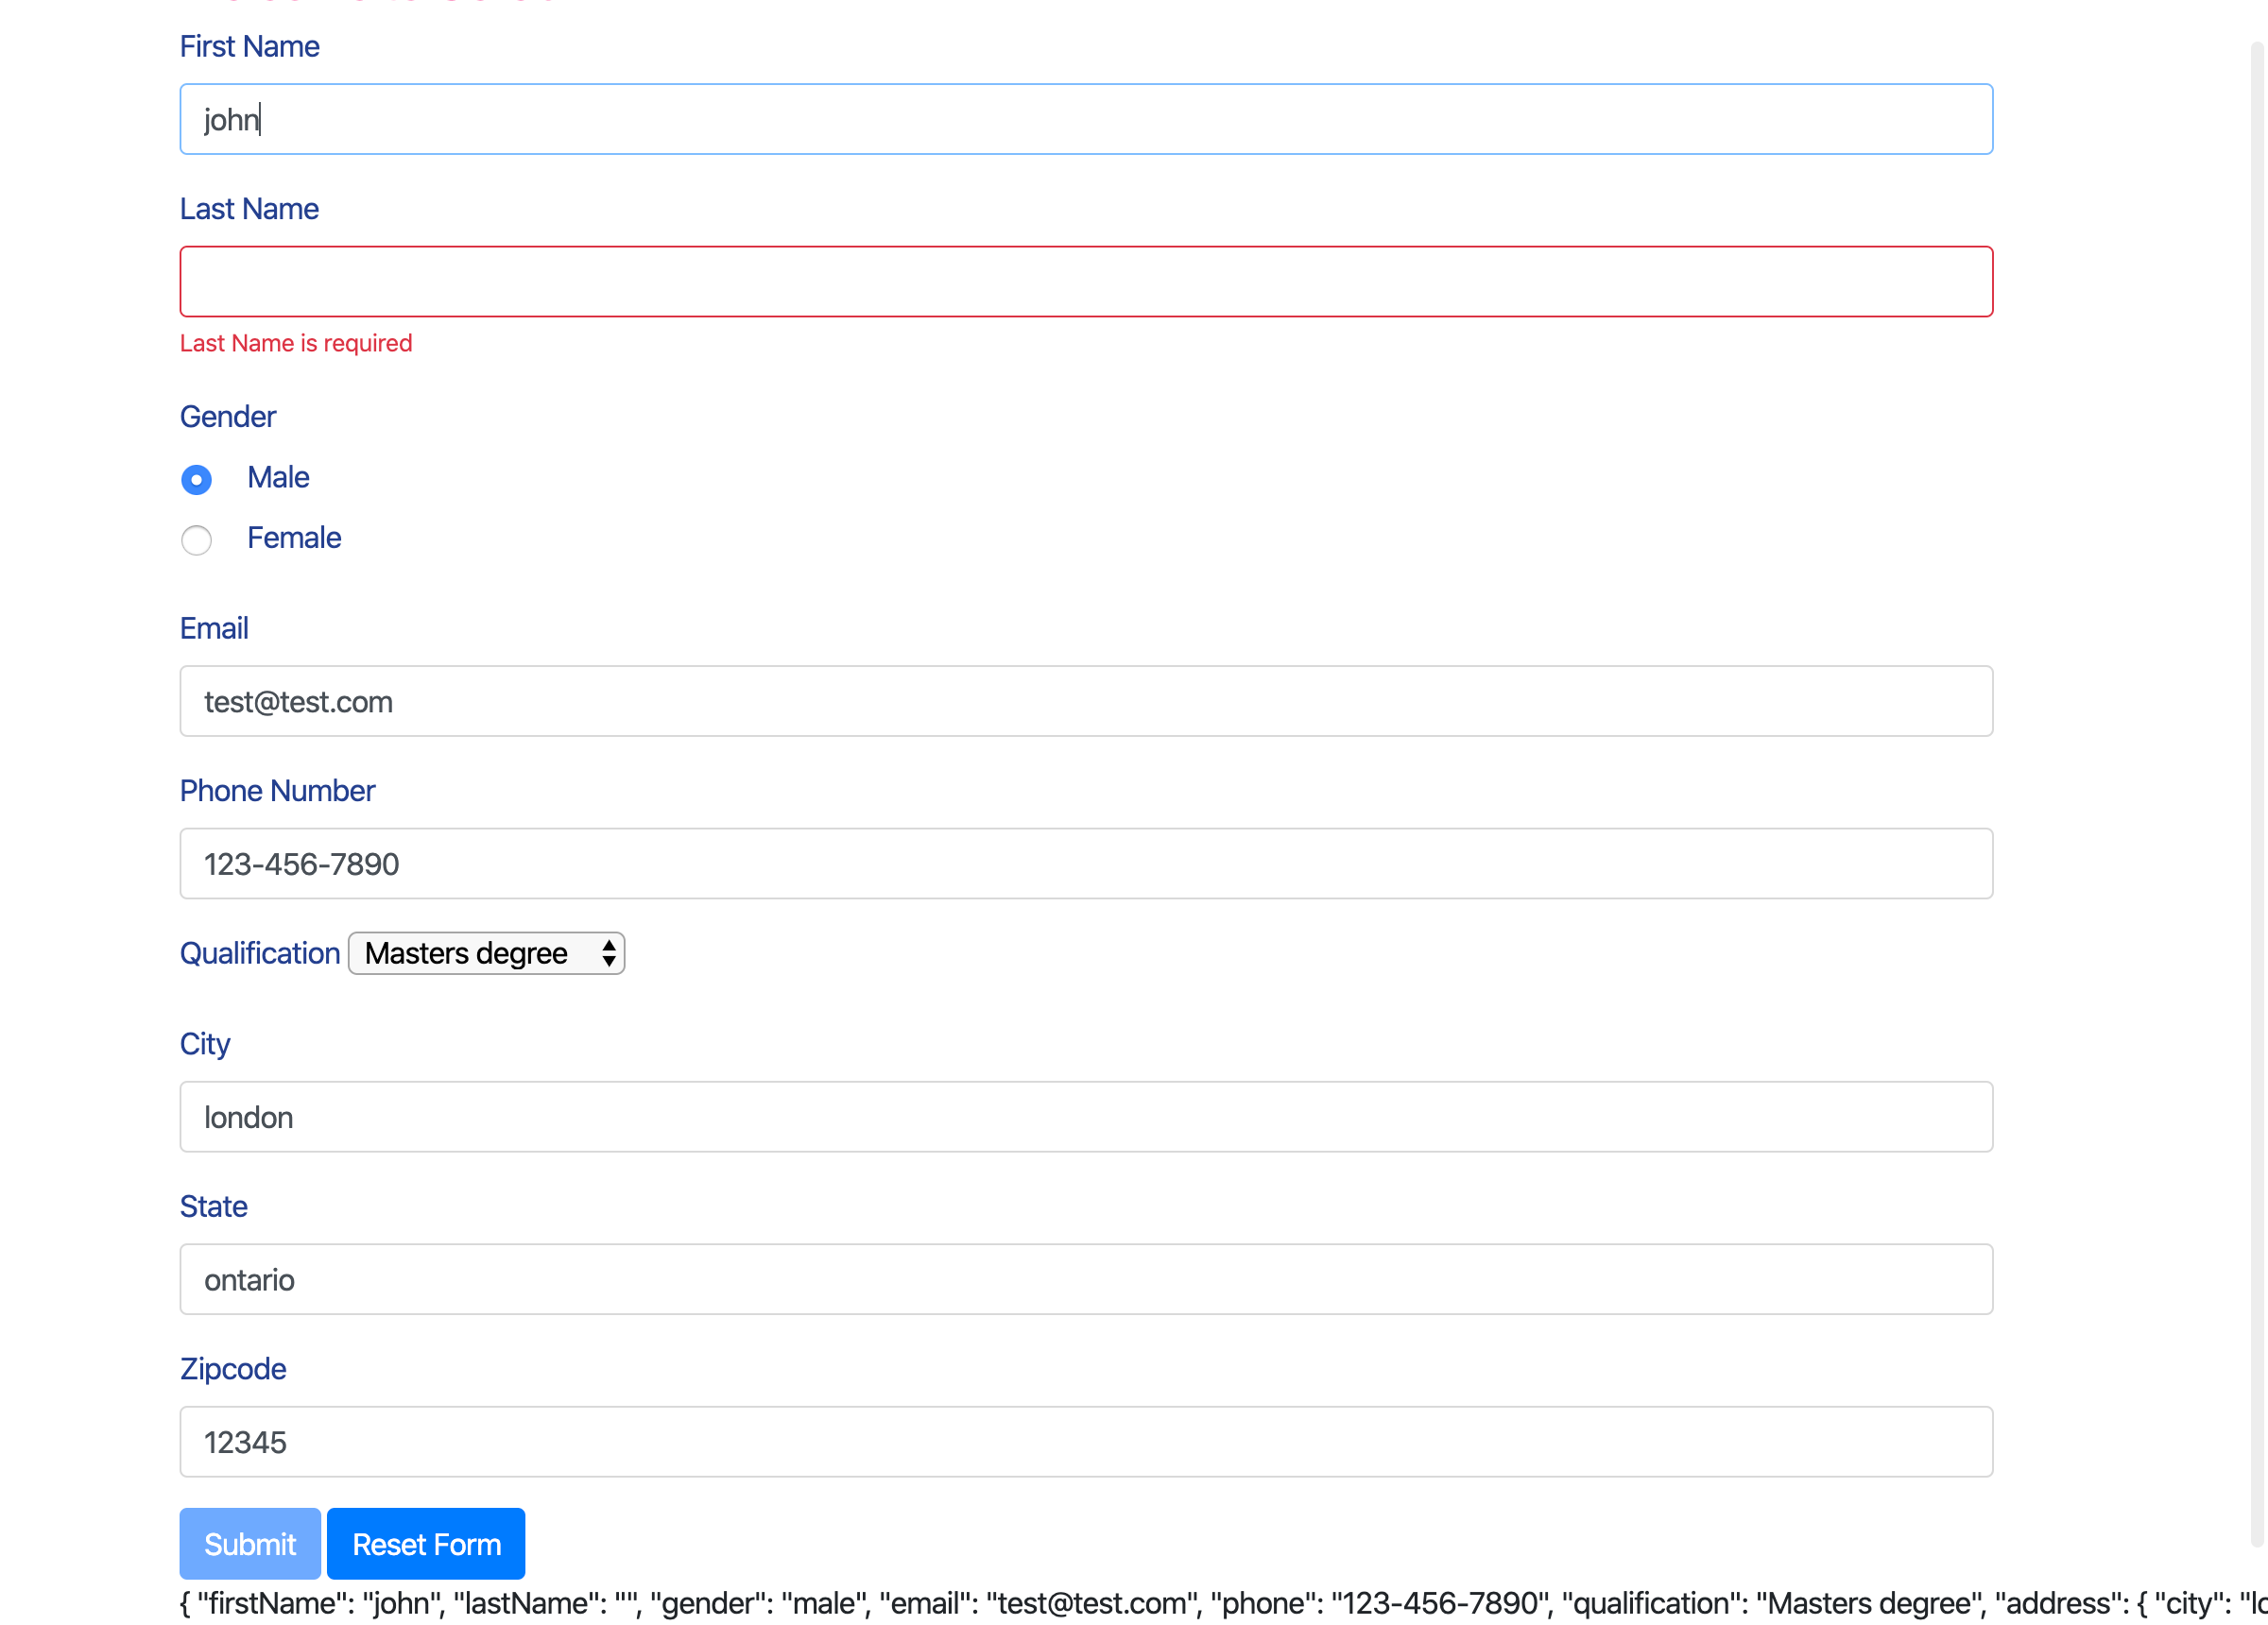 First Name
john
Last Name
Last Name is required
Gender
Male
Female
Email
test@test.com
Phone Number
123-456-7890
Qualification Masters degree
City
london
State
ontario
Zipcode
12345
Submit Reset Form
{ "firstName": "john", "lastName": "", "gender": "male", "email": "test@test.com", "phone": "123-456-7890", "qualification": "Masters degree", "address": { "city": "lo